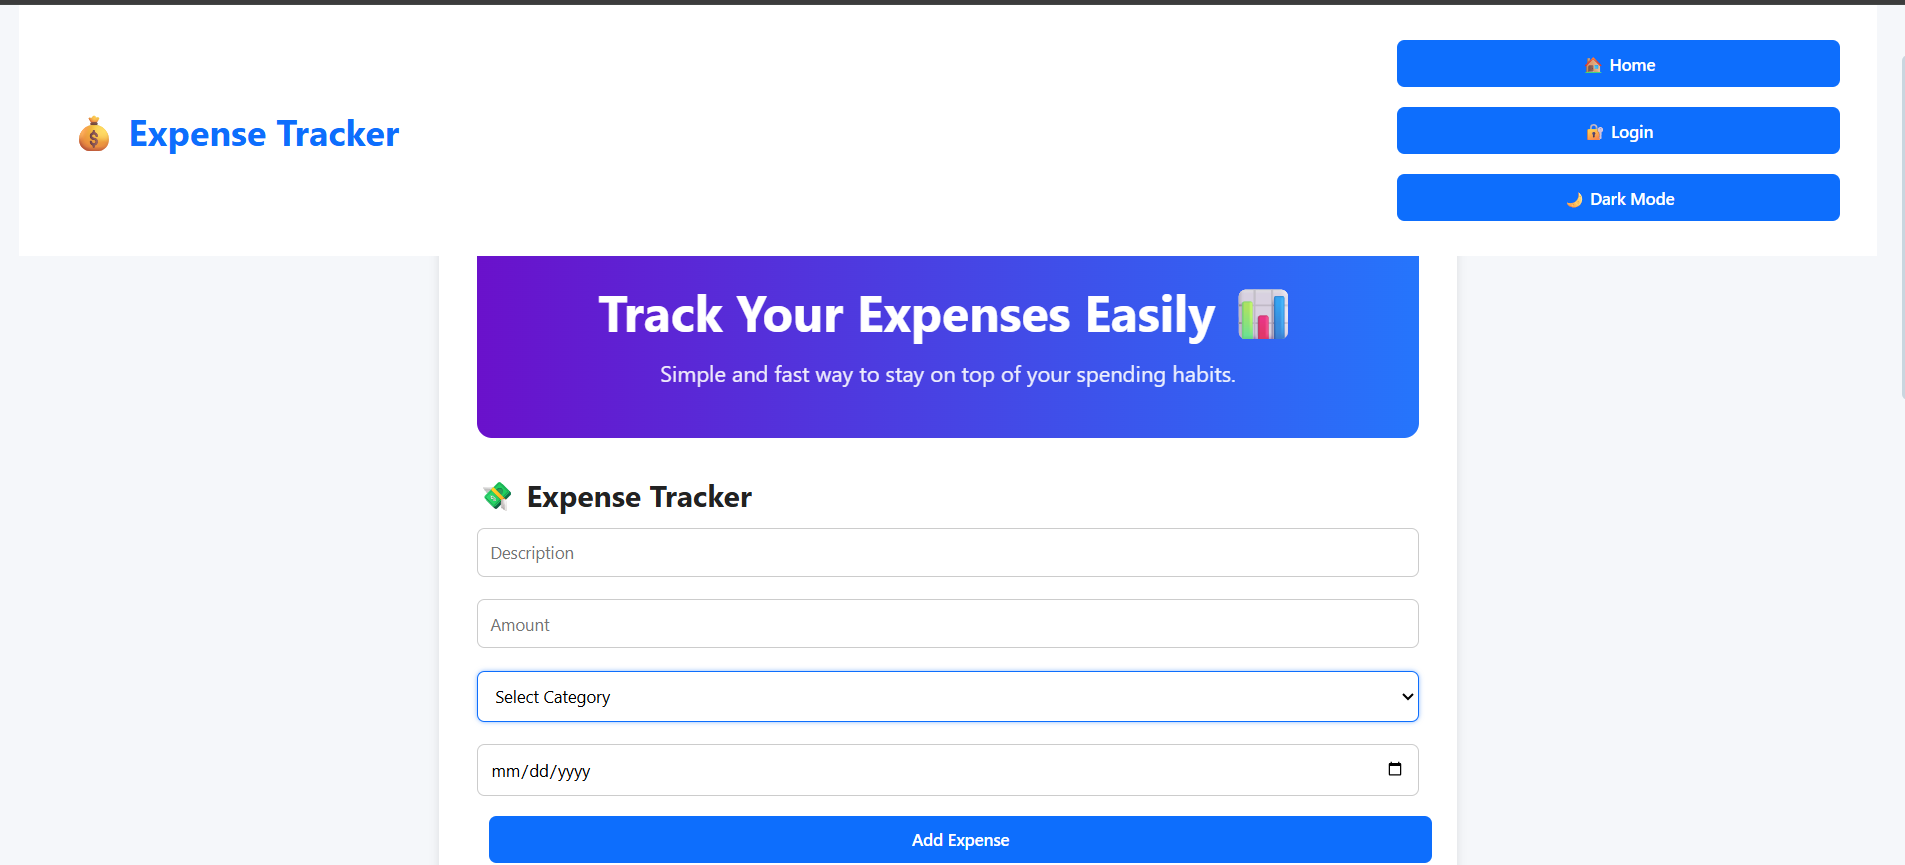 Expense Tracker
Home
Login
Dark Mode
Track Your Expenses Easily
Simple and fast way to stay on top of your spending habits.
Expense Tracker
Description
Amount
Select Category
mm/dd/yyyy
Add Expense